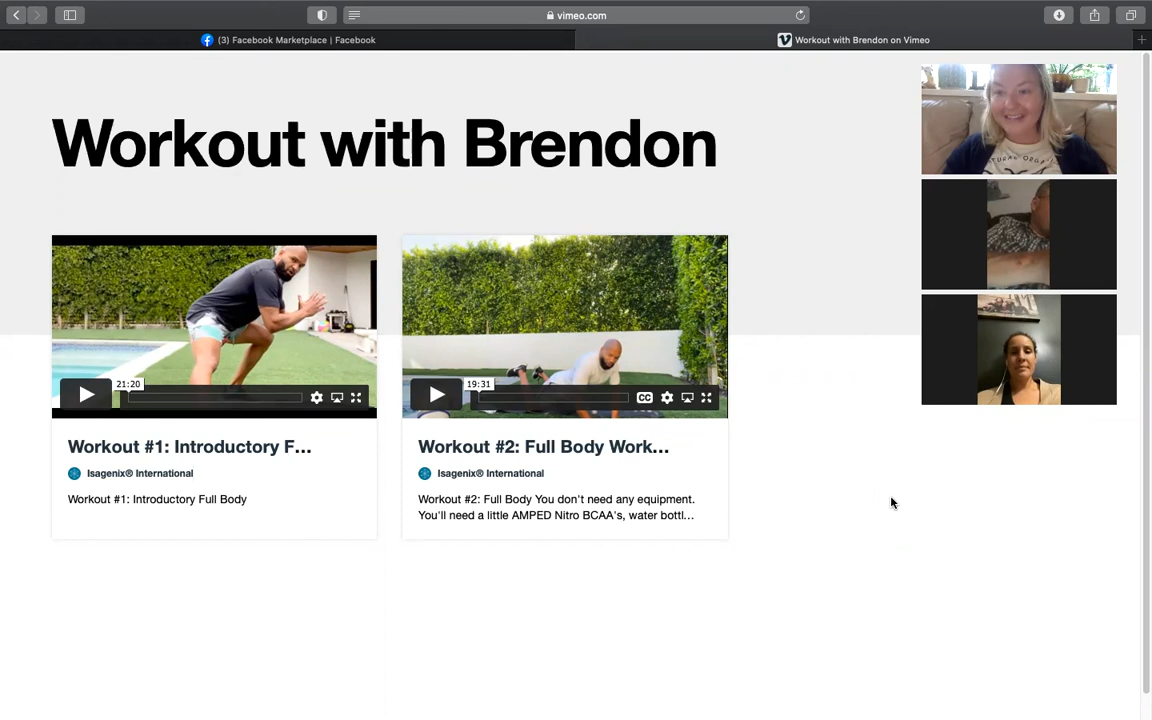 vimeo.com
(3) Facebook Marketplace | Facebook
Workout with Brendon on Vimeo
Workout with Brendon
21:20
19:31
CC
Workout #1: Introductory F...
Isagenix® International
Workout #1: Introductory Full Body
Workout #2: Full Body Work...
Isagenix® International
Workout #2: Full Body You don't need any equipment.
You'll need a little AMPED Nitro BCAA's, water bottl...